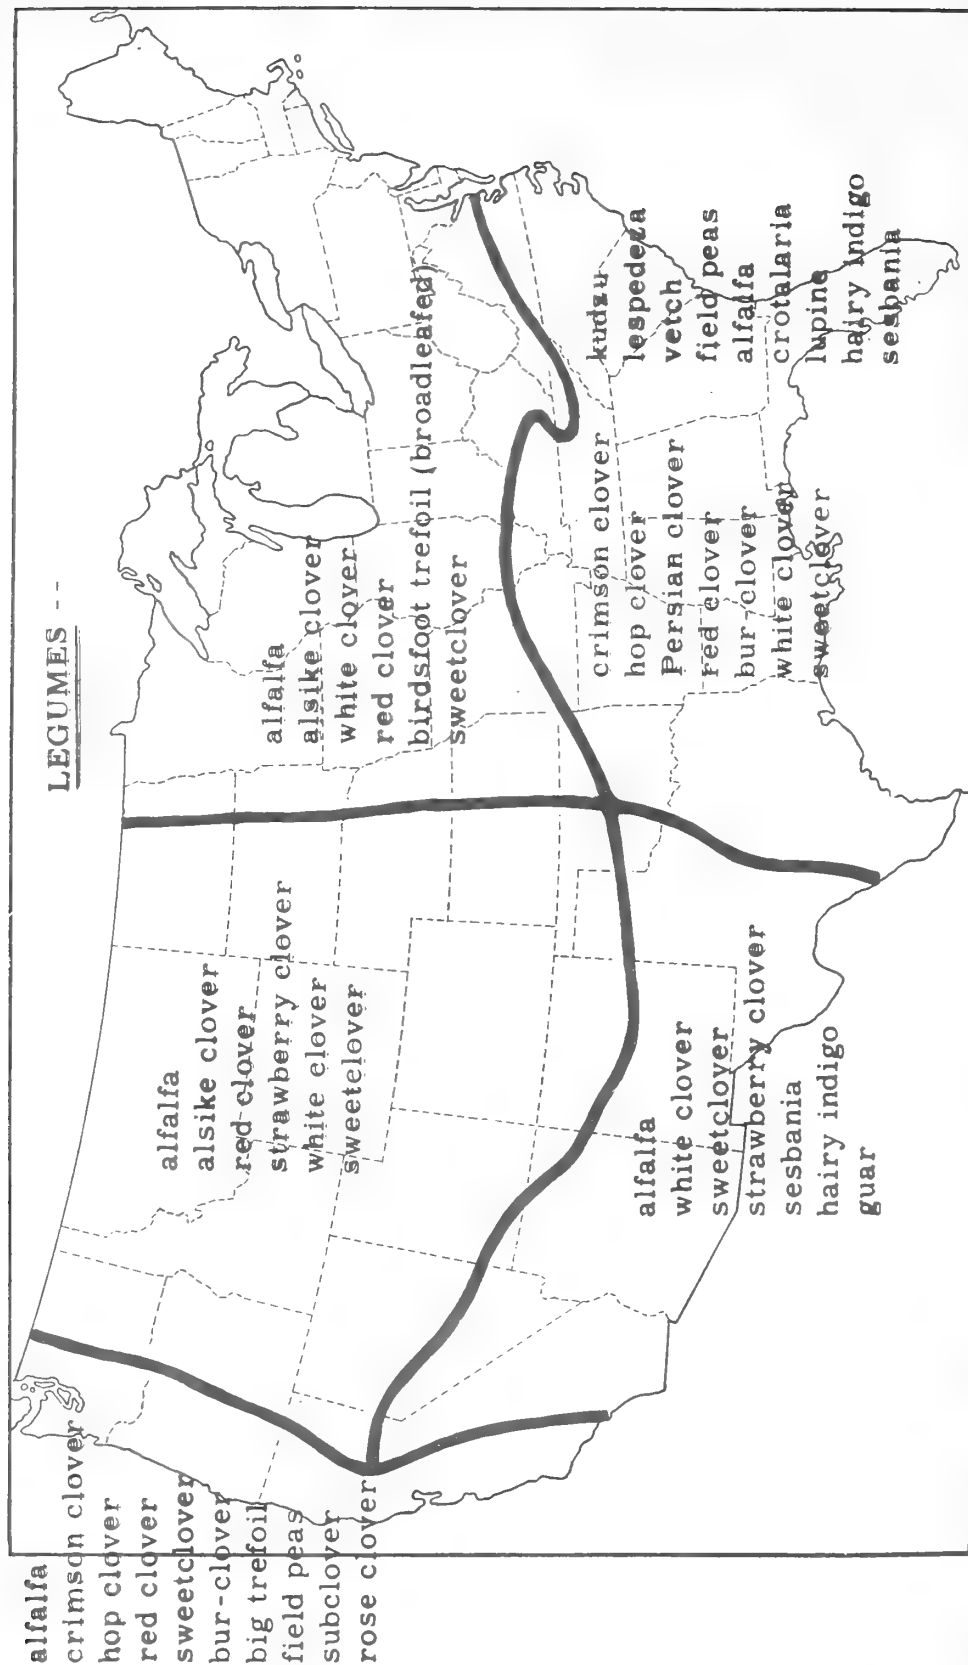 LEGUMES --
alfalfa
crimson clover
hop clover
red clover
sweetclover
bur-clover
big trefoil
field peas
subclover
rose clover
alfalfa
alsike clover
red clover
strawberry clover
white clover
sweetclover
alfalfa
alsike clover
white clover
red clover
birdsfoot trefoil (broadleafed)
sweetclover
alfalfa
white clover
sweetclover
strawberry clover
sesbania
hairy indigo
guar
crimson clover
hop clover
Persian clover
red clover
bur-clover
white clover
sweetclover
kudzu
lespedeza
vetch
field peas
alfalfa
crotalaria
lupine
hairy indigo
sesbania